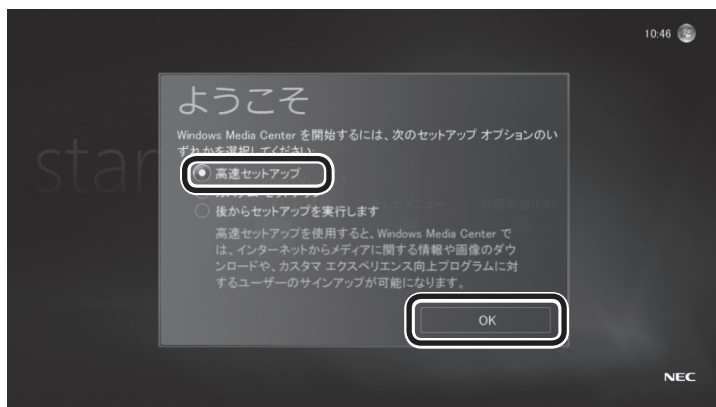 10:46
ようこそ
Windows Media Center を開始するには、次のセットアップ オプションのい
ずれかを選択してください:
高速セットアップ
後からセットアップを実行します
高速セットアップを使用すると、Windows Media Center で
は、インターネットからメディアに関する情報や画像のダウ
ンロードや、カスタマ エクスペリエンス向上プログラムに対
するユーザーのサインアップが可能になります。
OK
NEC